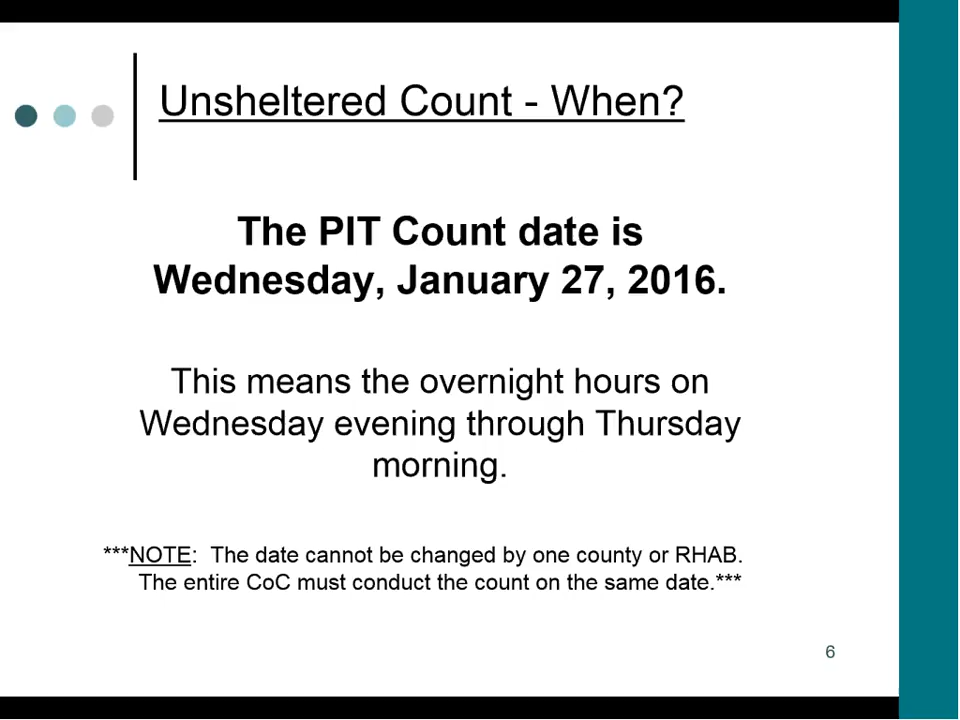 Unsheltered Count - When?
The PIT Count date is
Wednesday, January 27, 2016.
This means the overnight hours on
Wednesday evening through Thursday
morning.
***NOTE:  The date cannot be changed by one county or RHAB.
The entire CoC must conduct the count on the same date.***
6